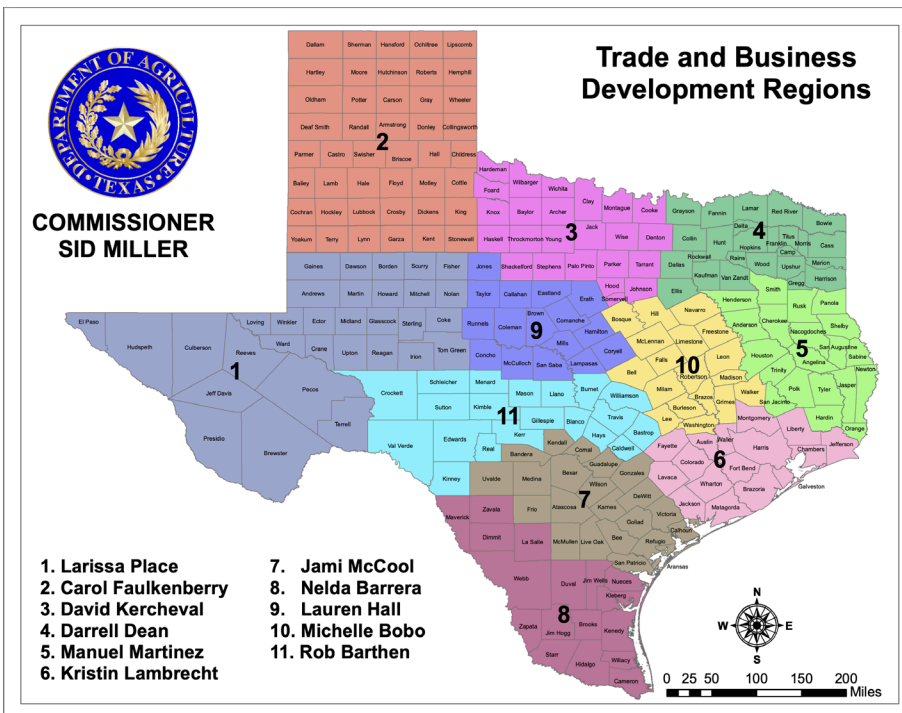 Trade and Business
Development Regions
DEPARTMENT OF AGRICULTURE
TEXAS
COMMISSIONER
SID MILLER
Dallam Sherman Hansford Ochiltree Lipscomb
Hartley Moore Hutchinson Roberts Hemphill
Oldham Potter Carson Gray Wheeler
Deaf Smith Randall Armstrong Donley Collingsworth
2
Parmer Castro Swisher Briscoe Hall Childress
Bailey Lamb Hale Floyd Motley Cottle
Cochran Hockley Lubbock Crosby Dickens King
Yoakum Terry Lynn Garza Kent Stonewall
Hardeman
Foard Wilbarger Wichita
Clay Montague Cooke
Knox Baylor Archer Jack
3
Haskell Throckmorton Young Wise Denton
Shackelford Stephens Palo Pinto Parker Tarrant
Hood Johnson
Somervell
Grayson Fannin Lamar Red River Bowie
4
Collin Hunt Delta Hopkins Franklin Titus Morris Cass
Camp
Rockwall Rains Wood Upshur Marion
Dallas Kaufman Van Zandt Gregg Harrison
Ellis
Gaines Dawson Borden Scurry Fisher
Andrews Martin Howard Mitchell Nolan
El Paso Loving Winkler Ector Midland Glasscock Sterling Coke
Hudspeth Culberson Reeves Ward Crane Upton Reagan Irion Tom Green
1
Jeff Davis Pecos
Presidio Brewster Terrell
Jones
Taylor Callahan Eastland Erath
Runnels Coleman Brown Comanche
9
Mills Hamilton
Concho McCulloch San Saba Lampasas Coryell
Bosque Hill Navarro
McLennan Limestone Freestone
Bell Falls Robertson Leon
10
Milam Brazos Madison
Burleson Grimes Walker
Lee Washington
Smith Rusk Panola
Henderson Cherokee
Anderson Nacogdoches Shelby
5
San Augustine
Houston Angelina Sabine
Trinity Newton
Polk Tyler Jasper
San Jacinto Hardin
Orange
Crockett Schleicher Menard Mason Llano Burnet Williamson
Sutton Kimble Gillespie Blanco Travis
11
Val Verde Edwards Real Kerr Hays Bastrop
Caldwell
Kinney
Montgomery Liberty Jefferson
Fayette Austin Waller Harris Chambers
6
Colorado Fort Bend
Lavaca Wharton Brazoria Galveston
Jackson Matagorda
Kendall Comal
Bandera Guadalupe
Uvalde Medina Bexar Wilson Gonzales
7
DeWitt
Frio Atascosa Karnes Victoria
Goliad Calhoun
McMullen Live Oak Bee Refugio
San Patricio Aransas
Maverick Zavala
Dimmit La Salle
Webb Duval Jim Wells Nueces
Kleberg
8
Zapata Jim Hogg Brooks Kenedy
Starr Hidalgo Willacy
Cameron
1. Larissa Place
2. Carol Faulkenberry
3. David Kercheval
4. Darrell Dean
5. Manuel Martinez
6. Kristin Lambrecht
7. Jami McCool
8. Nelda Barrera
9. Lauren Hall
10. Michelle Bobo
11. Rob Barthen
N
W E
S
0 25 50 100 150 200
Miles